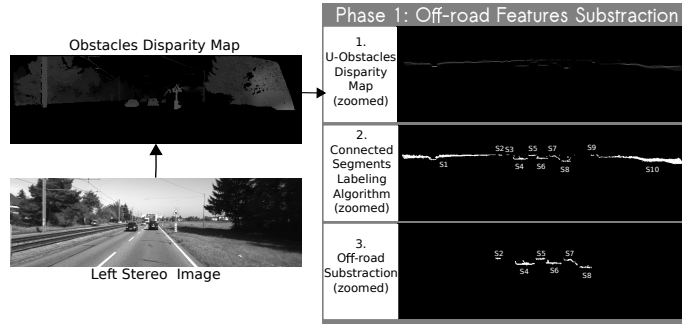 Phase 1: Off-road Features Substraction
Obstacles Disparity Map
Left Stereo Image
1.
U-Obstacles
Disparity
Map
(zoomed)
2.
Connected
Segments
Labeling
Algorithm
(zoomed)
S1
S2 S3 S5 S7 S9
S4 S6 S8
S10
3.
Off-road
Substraction
(zoomed)
S2 S5 S7
S4 S6 S8